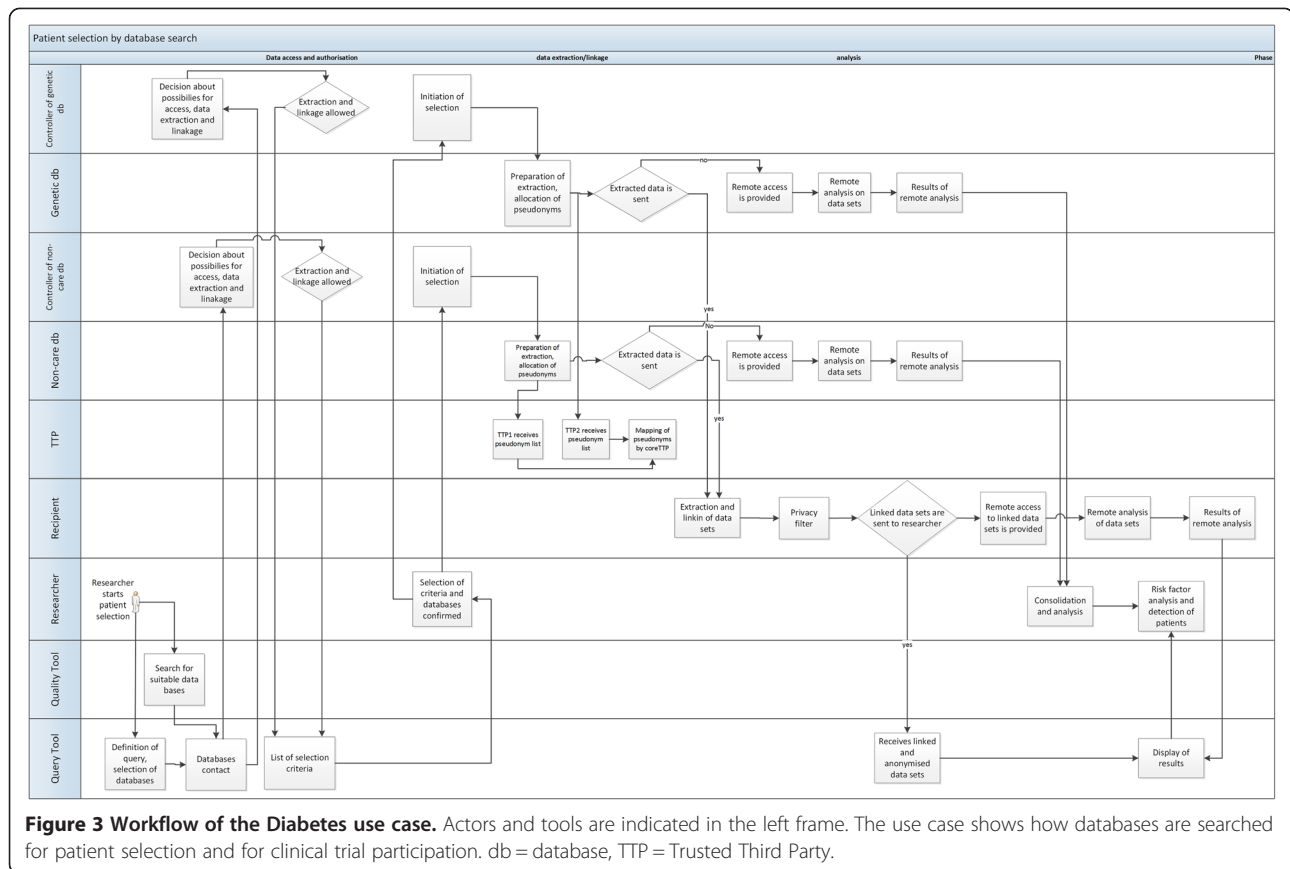 Patient selection by database search
Data access and authorisation
data extraction/linkage
analysis
Phase
Controller of genetic
db
Decision about
possibilies for
access, data
extraction and
linakage
Extraction and
linkage allowed
Initiation of
selection
Genetic db
Preparation of
extraction,
allocation of
pseudonyms
Extracted data is
sent
no
Remote access
is provided
Remote
analysis on
data sets
Results of
remote analysis
Controller of non-
care db
Decision about
possibilies for
access, data
extraction and
linakage
Extraction and
linkage allowed
Initiation of
selection
yes
Non-care db
Preparation of
extraction,
allocation of
pseudonyms
Extracted data is
sent
No
Remote access
is provided
Remote
analysis on
data sets
Results of
remote analysis
TTP
TTP1 receives
pseudonym list
TTP2 receives
pseudonym
list
Mapping of
pseudonyms
by coreTTP
yes
Recipient
Extraction and
linkin of data
sets
Privacy
filter
Linked data sets are
sent to researcher
Remote access
to linked data
sets is provided
Remote analysis
of data sets
Results of
remote analysis
Researcher
Researcher
starts
patient
selection
Selection of
criteria and
databases
confirmed
Consolidation
and analysis
Risk factor
analysis and
detection of
patients
Quality Tool
Search for
suitable data
bases
yes
Query Tool
Definition of
query,
selection of
databases
Databases
contact
List of selection
criteria
Receives linked
and
anonymised
data sets
Display of
results
Figure 3 Workflow of the Diabetes use case. Actors and tools are indicated in the left frame. The use case shows how databases are searched
for patient selection and for clinical trial participation. db = database, TTP = Trusted Third Party.